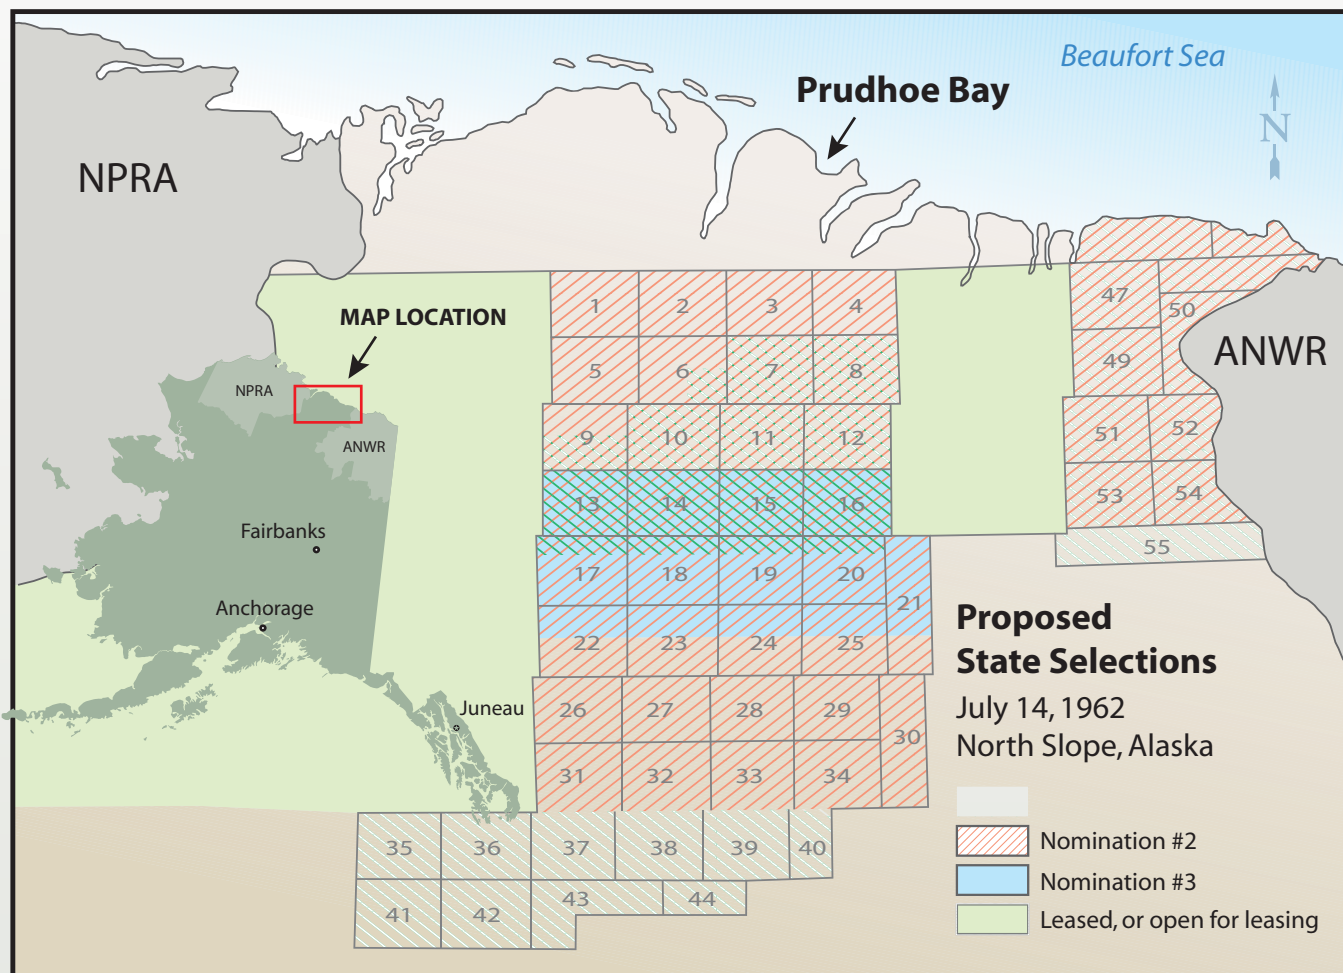 Beaufort Sea
Prudhoe Bay
N
NPRA
ANWR
MAP LOCATION
NPRA
ANWR
Fairbanks
Anchorage
Juneau
1 2 3 4
5 6 7 8
9 10 11 12
13 14 15 16
17 18 19 20 21
22 23 24 25
26 27 28 29 30
31 32 33 34
35 36 37 38 39 40
41 42 43 44
47
50
49
51 52
53 54
55
Proposed
State Selections
July 14, 1962
North Slope, Alaska
Nomination #2
Nomination #3
Leased, or open for leasing